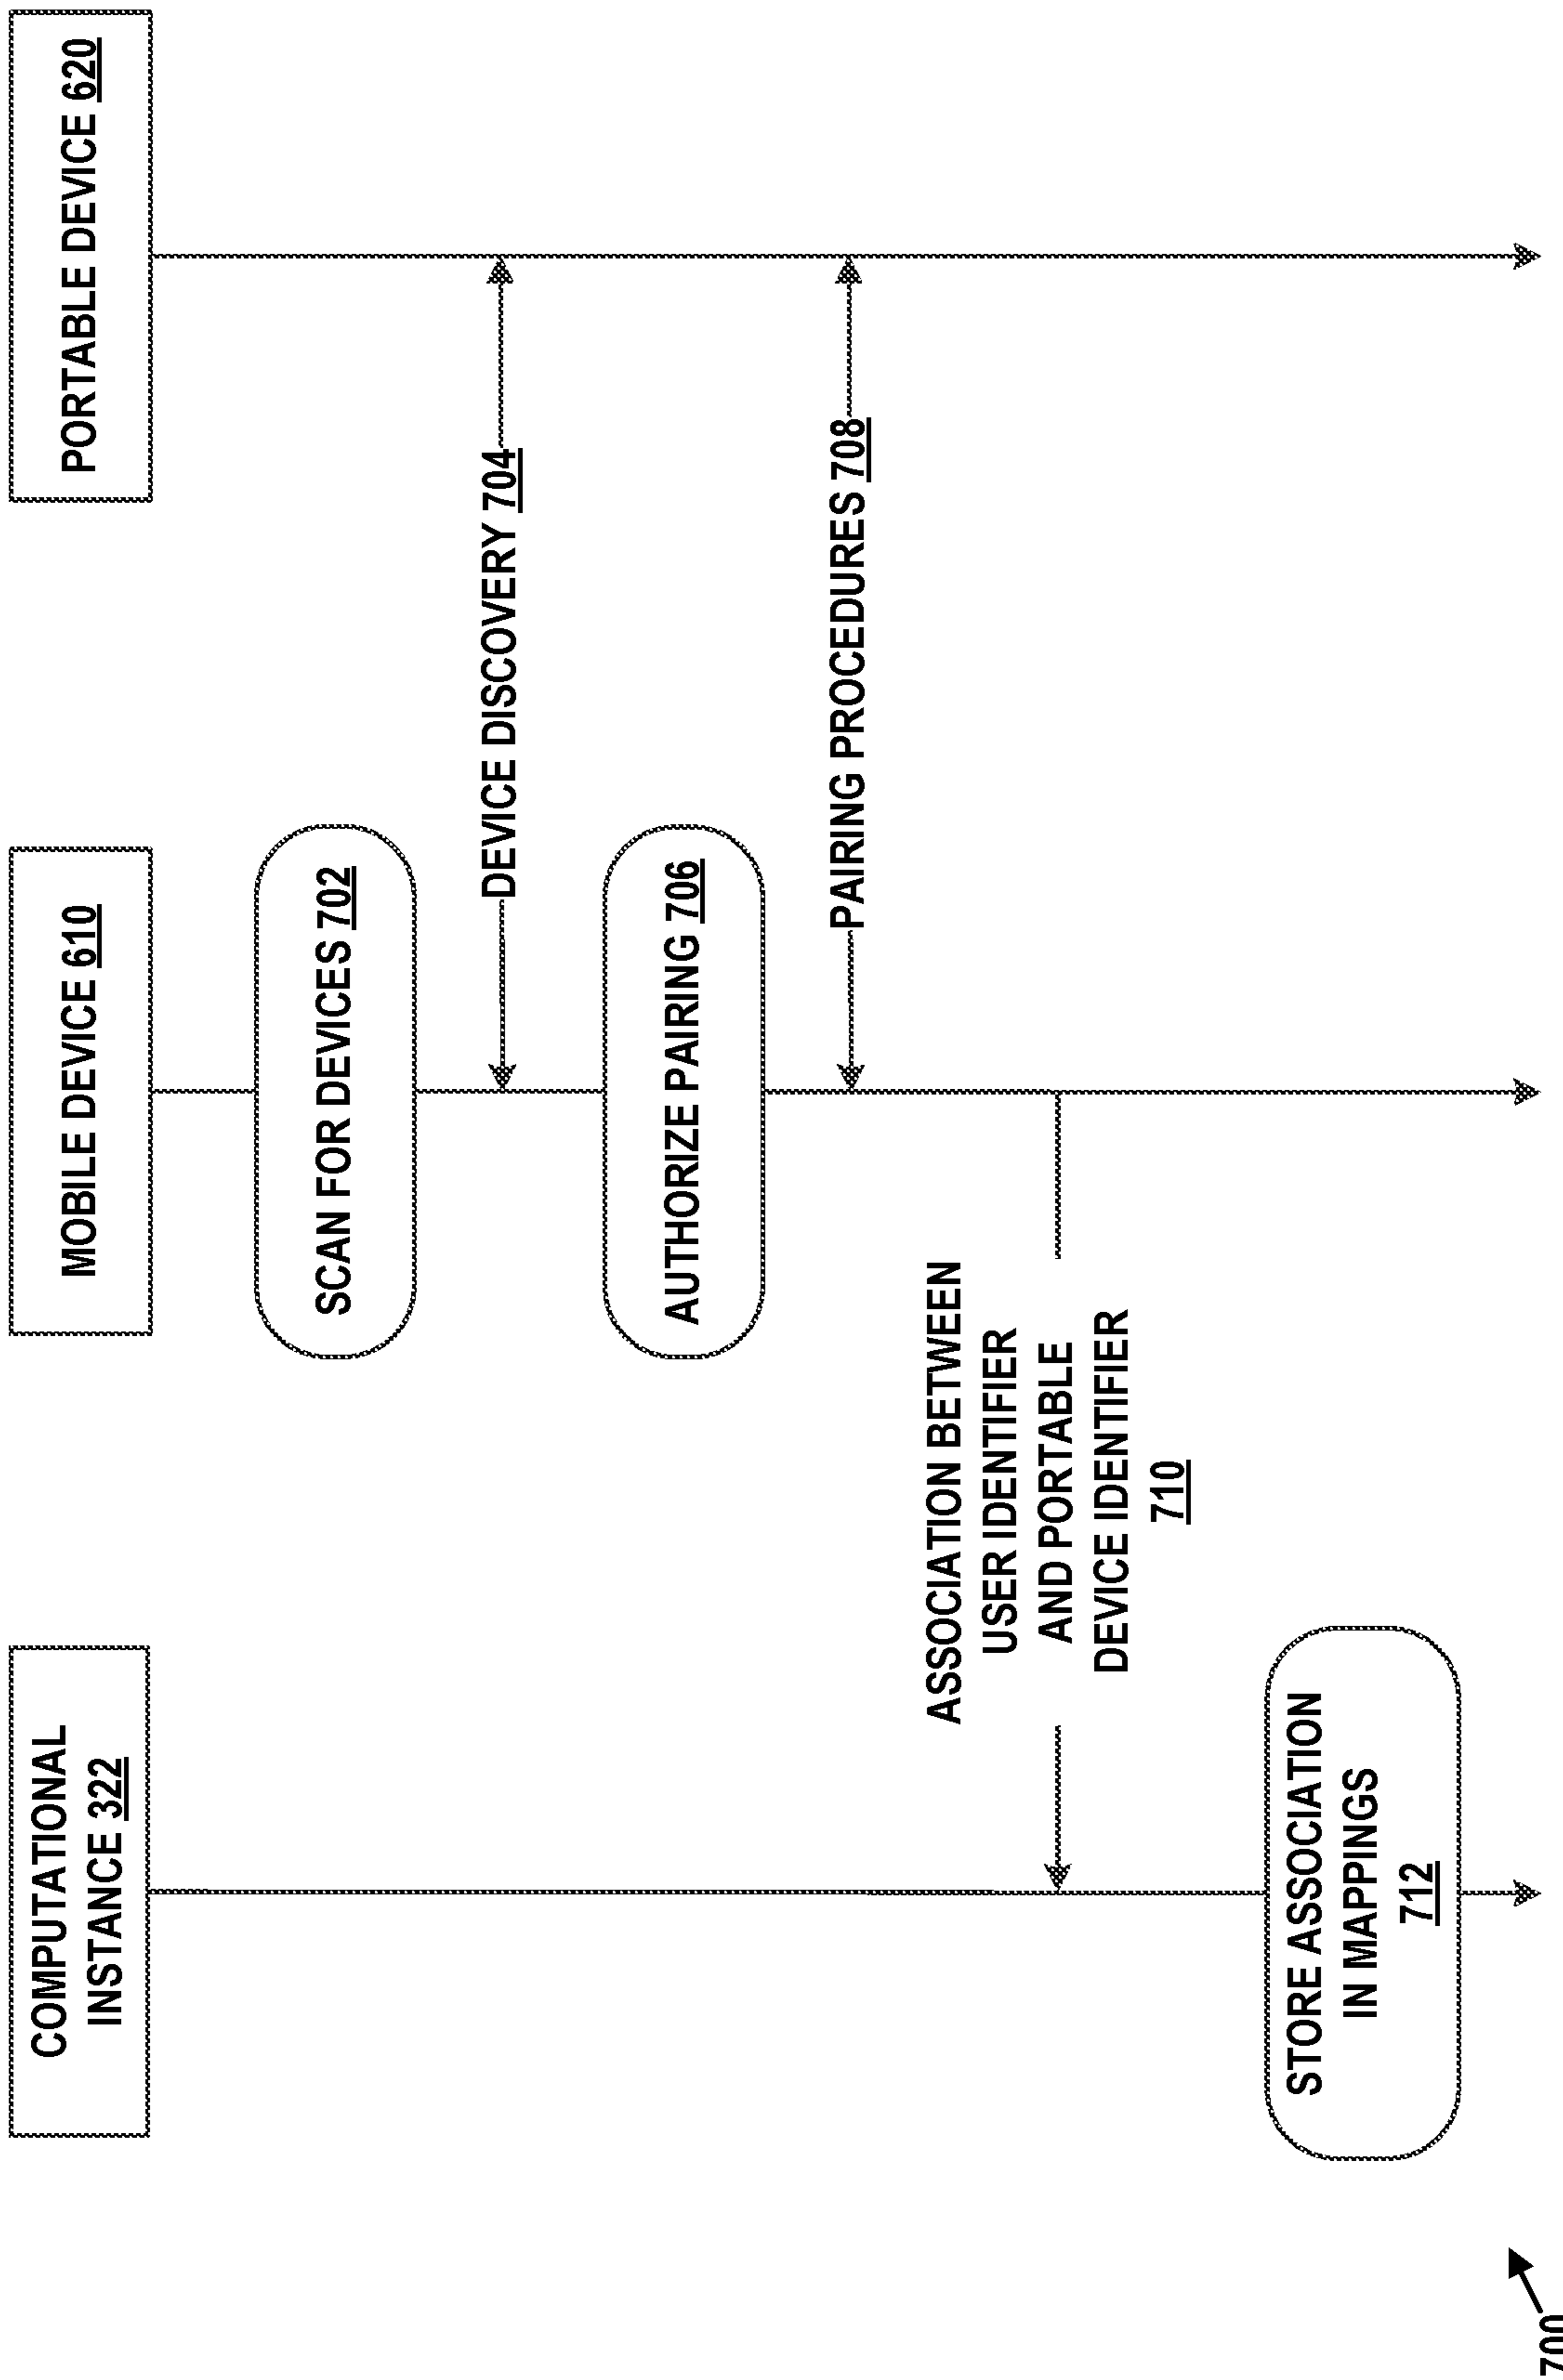 COMPUTATIONAL
INSTANCE 322
MOBILE DEVICE 610
PORTABLE DEVICE 620
SCAN FOR DEVICES 702
DEVICE DISCOVERY 704
AUTHORIZE PAIRING 706
PAIRING PROCEDURES 708
ASSOCIATION BETWEEN
USER IDENTIFIER
AND PORTABLE
DEVICE IDENTIFIER
710
STORE ASSOCIATION
IN MAPPINGS
712
700